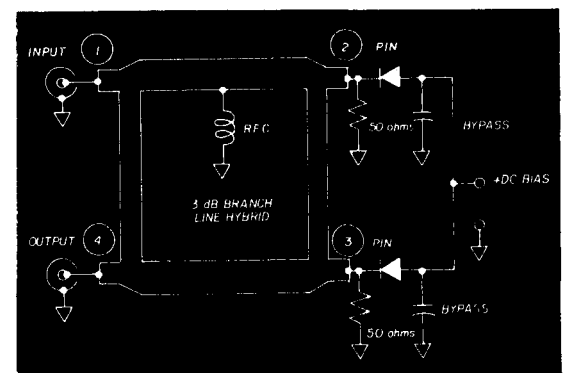 INPUT
1
2
PIN
RFC
50 ohms
BYPASS
3 dB BRANCH
LINE HYBRID
+DC BIAS
OUTPUT
4
3
PIN
50 ohms
BYPASS